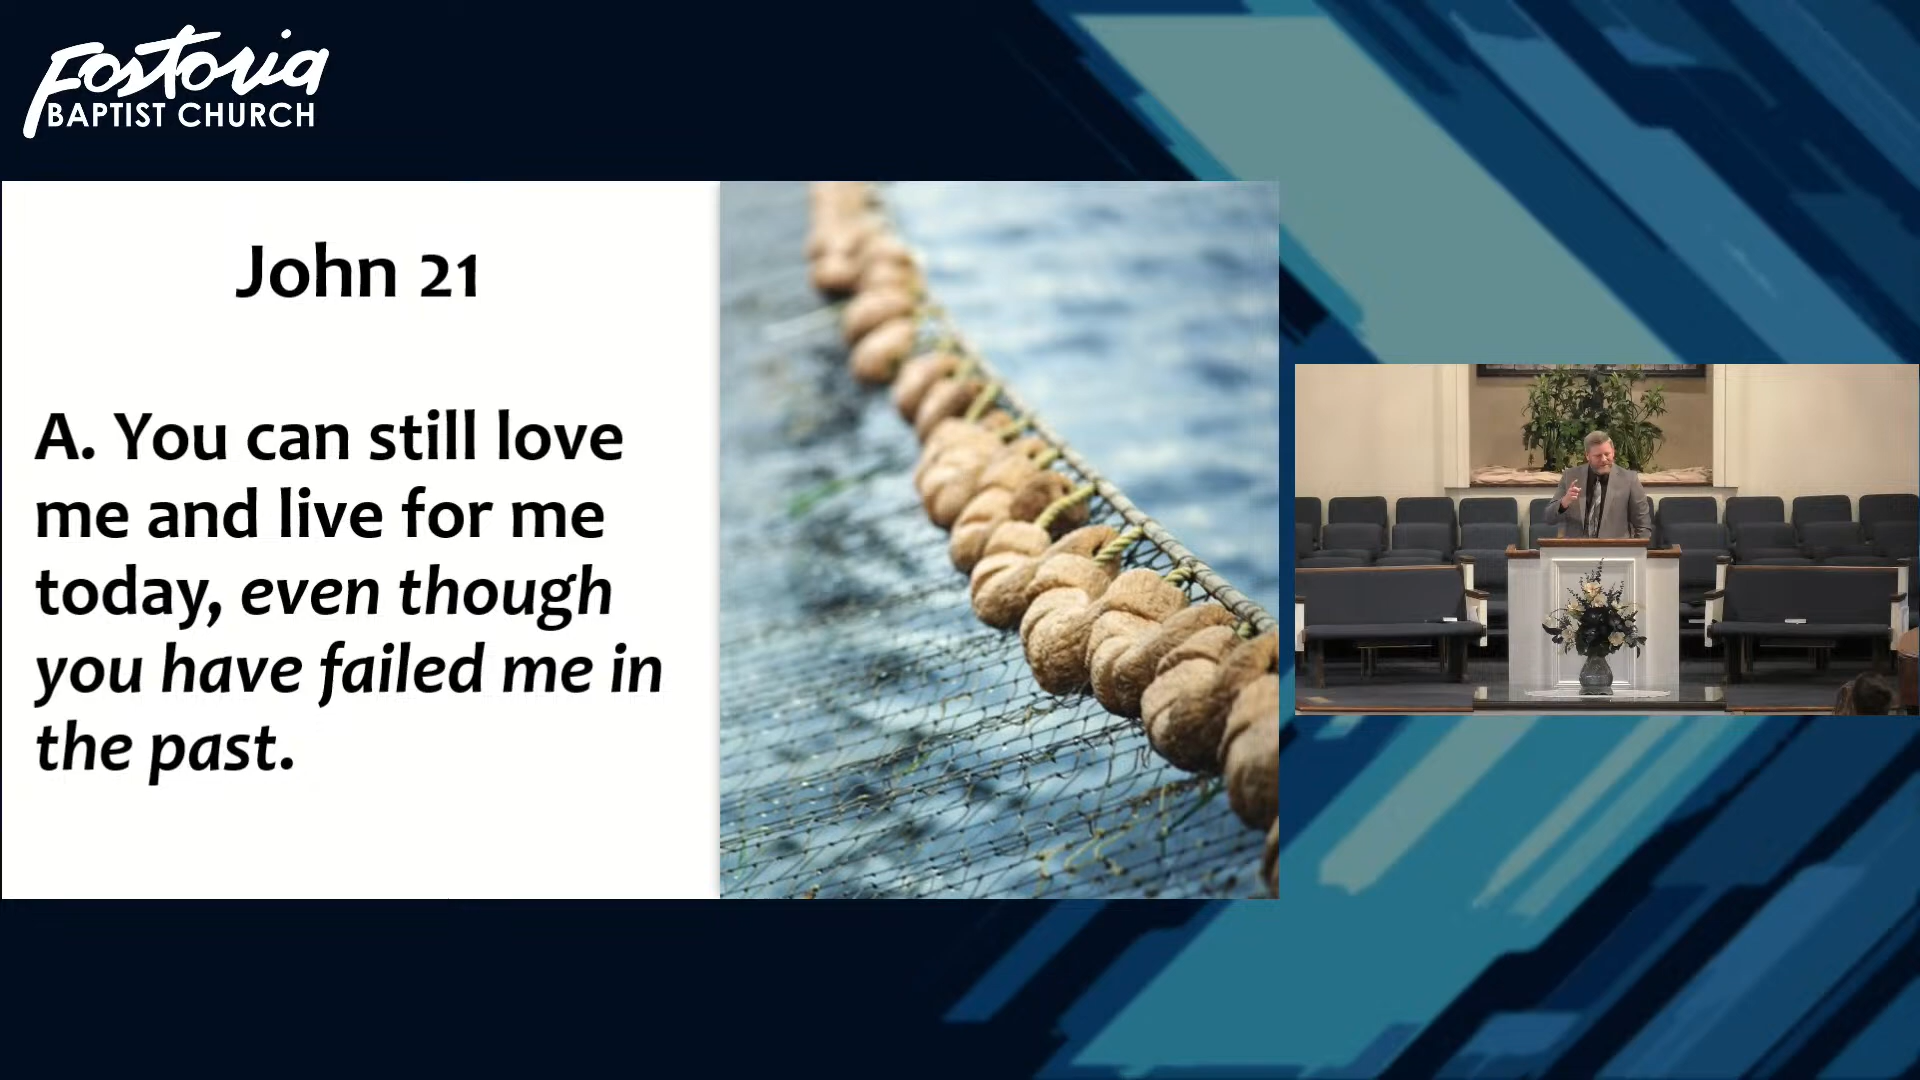 Fostoria
BAPTIST CHURCH
John 21
A. You can still love
me and live for me
today, even though
you have failed me in
the past.